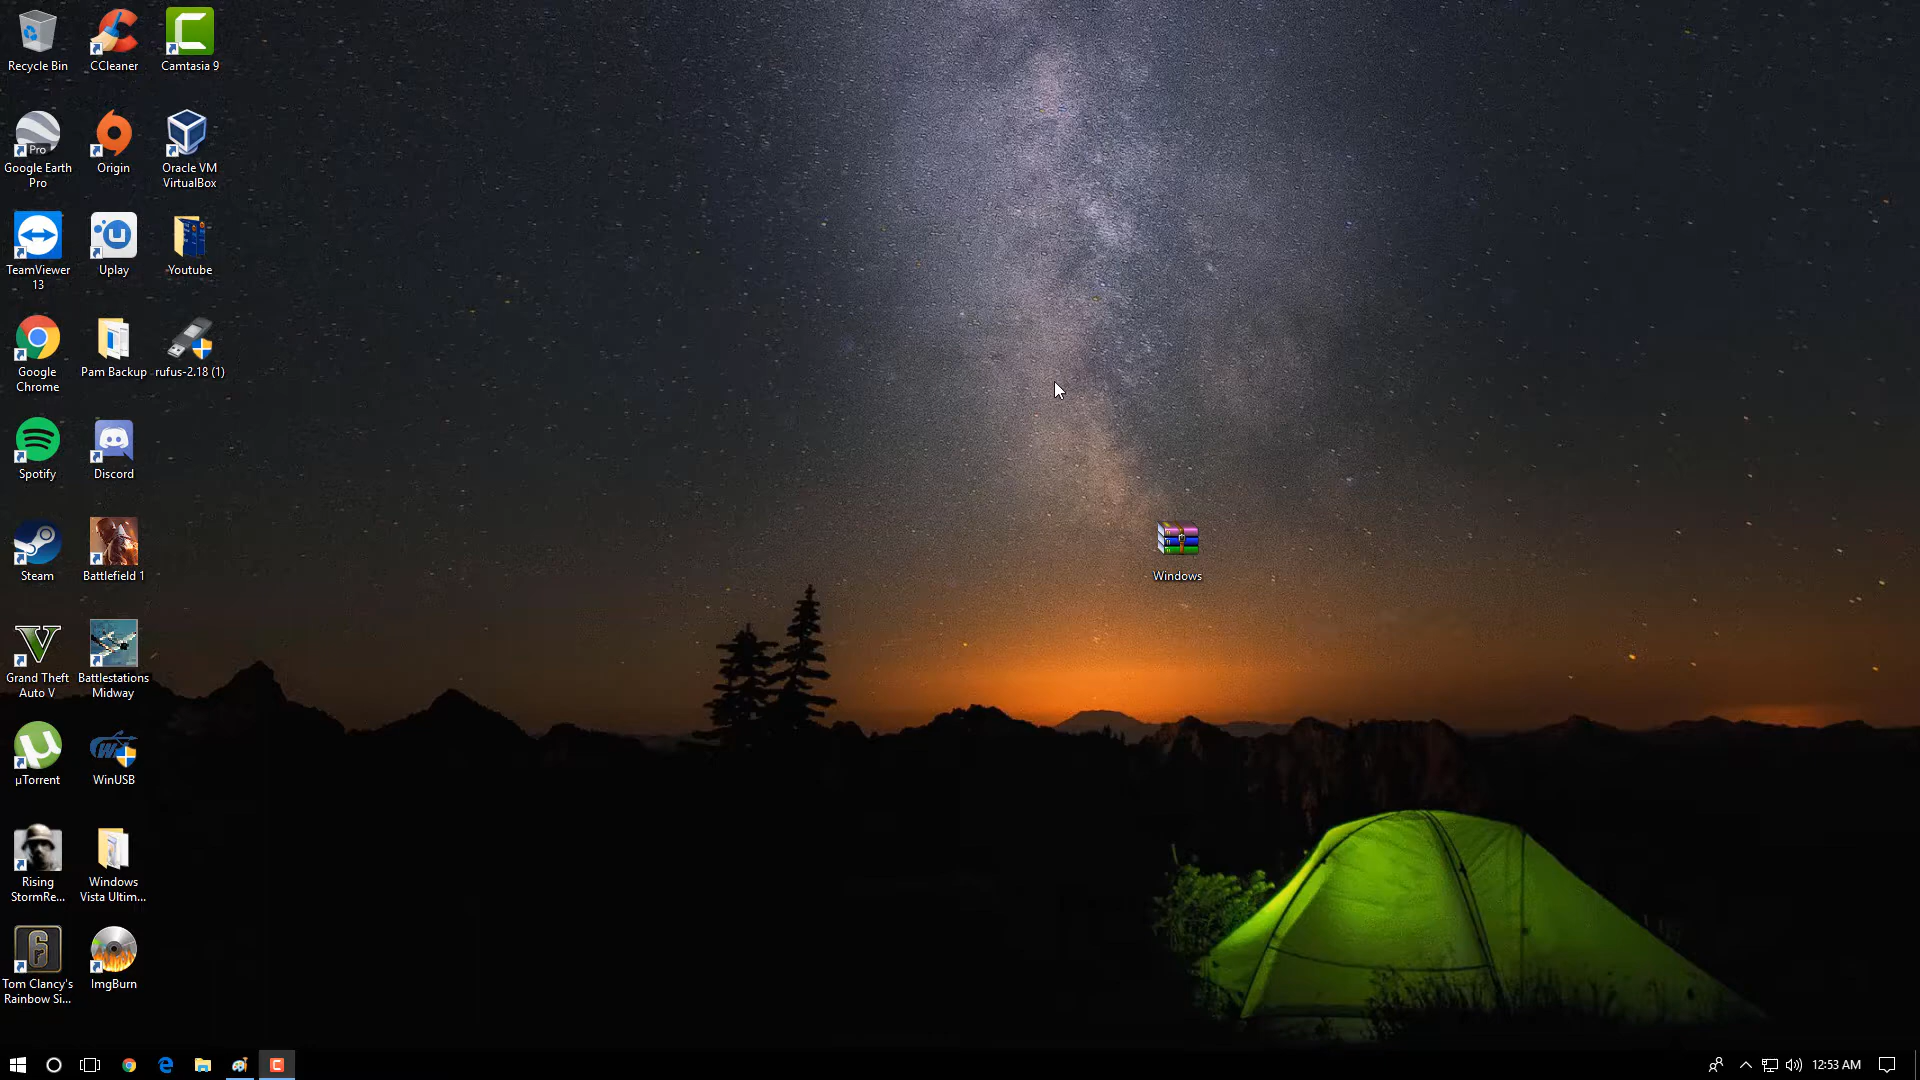 Recycle Bin
CCleaner
Camtasia 9
Google Earth
Pro
Pro
Origin
Oracle VM
VirtualBox
TeamViewer
13
Uplay
Youtube
Google
Chrome
Pam Backup
rufus-2.18 (1)
Spotify
Discord
Steam
Battlefield 1
Windows
Grand Theft
Auto V
Battlestations
Midway
µTorrent
WinUSB
Rising
StormRe...
Windows
Vista Ultim...
6
Tom Clancy's
Rainbow Si...
ImgBurn
12:53 AM